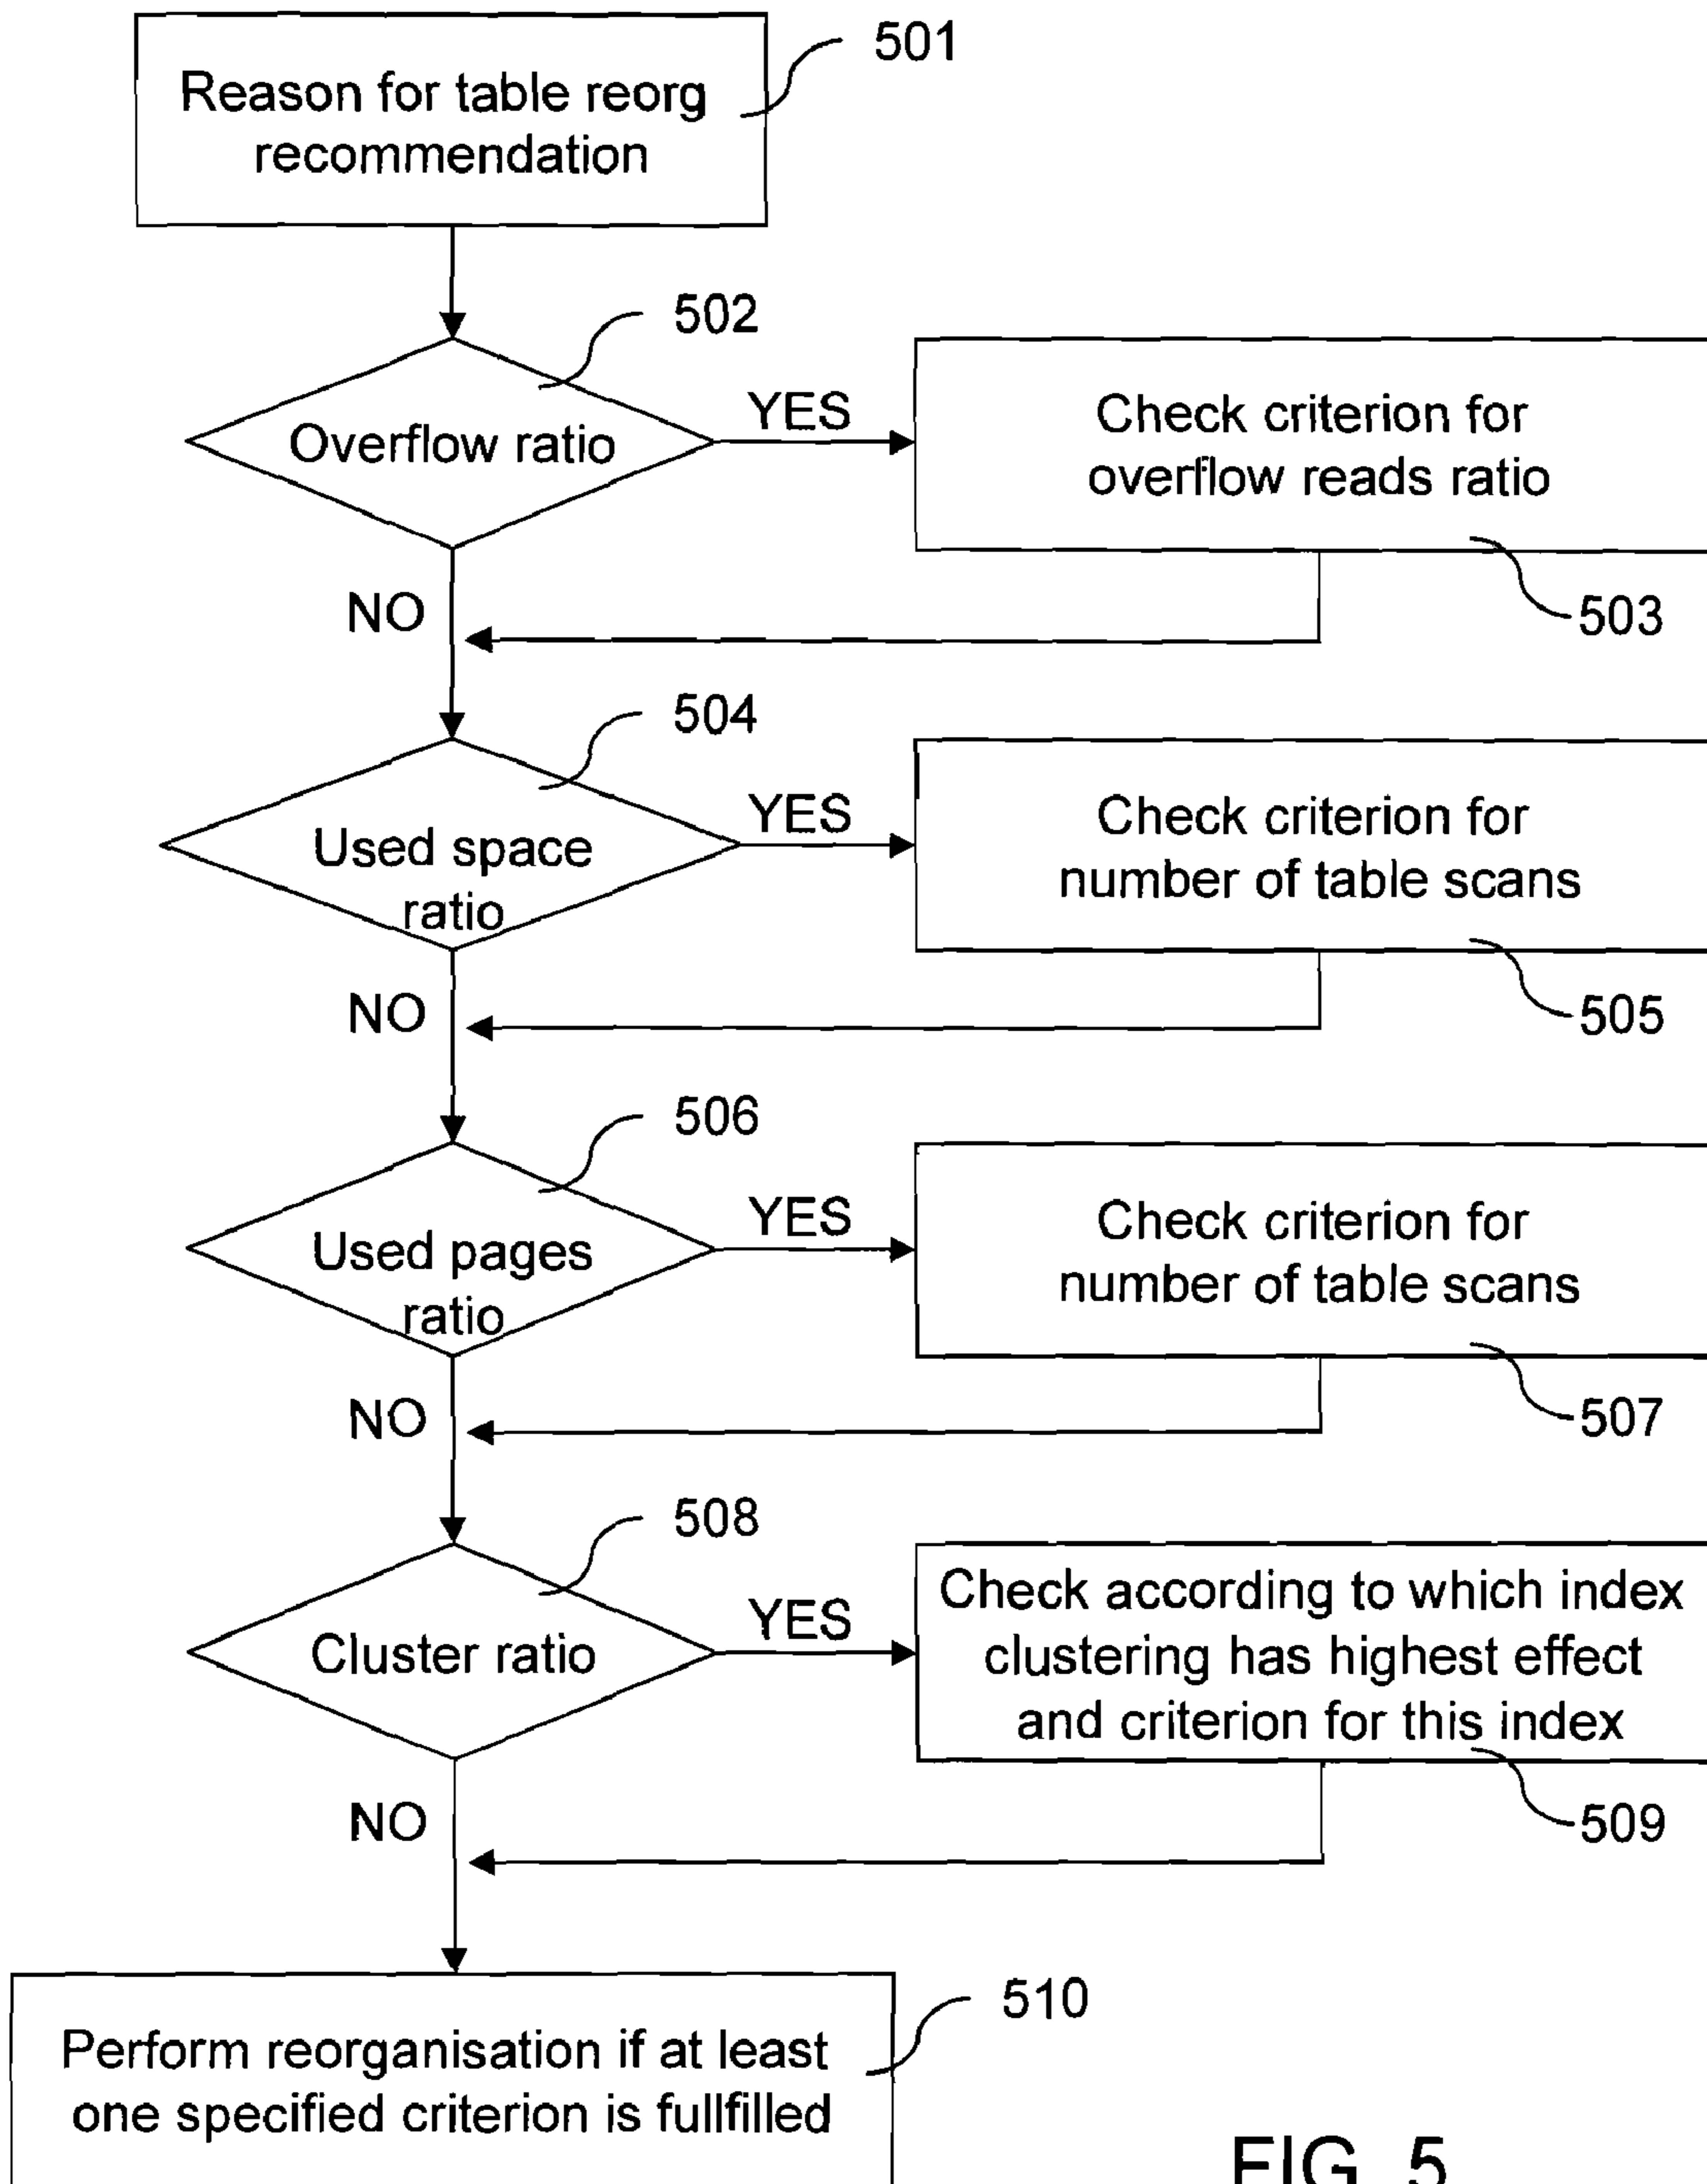 501
Reason for table reorg
recommendation
502
Overflow ratio
YES
Check criterion for
overflow reads ratio
503
NO
504
Used space
ratio
YES
Check criterion for
number of table scans
505
NO
506
Used pages
ratio
YES
Check criterion for
number of table scans
507
NO
508
Cluster ratio
YES
Check according to which index
clustering has highest effect
and criterion for this index
509
NO
510
Perform reorganisation if at least
one specified criterion is fullfilled
FIG. 5